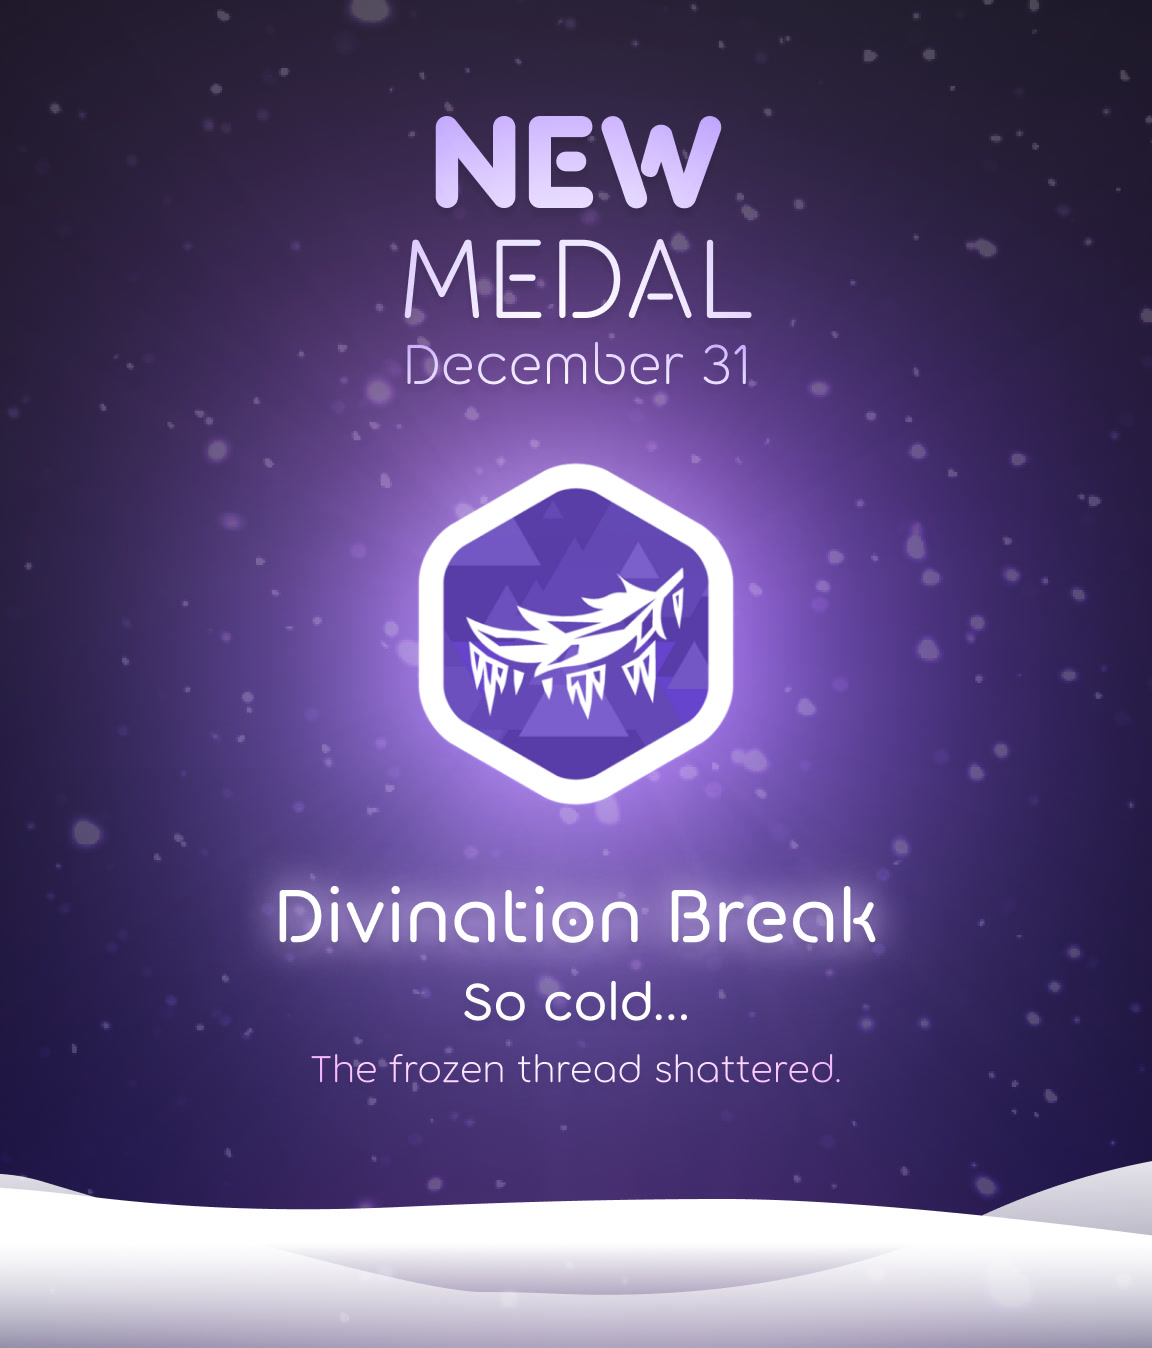 NEW
MEDAL
December 31
Divination Break
So cold...
The frozen thread shattered.